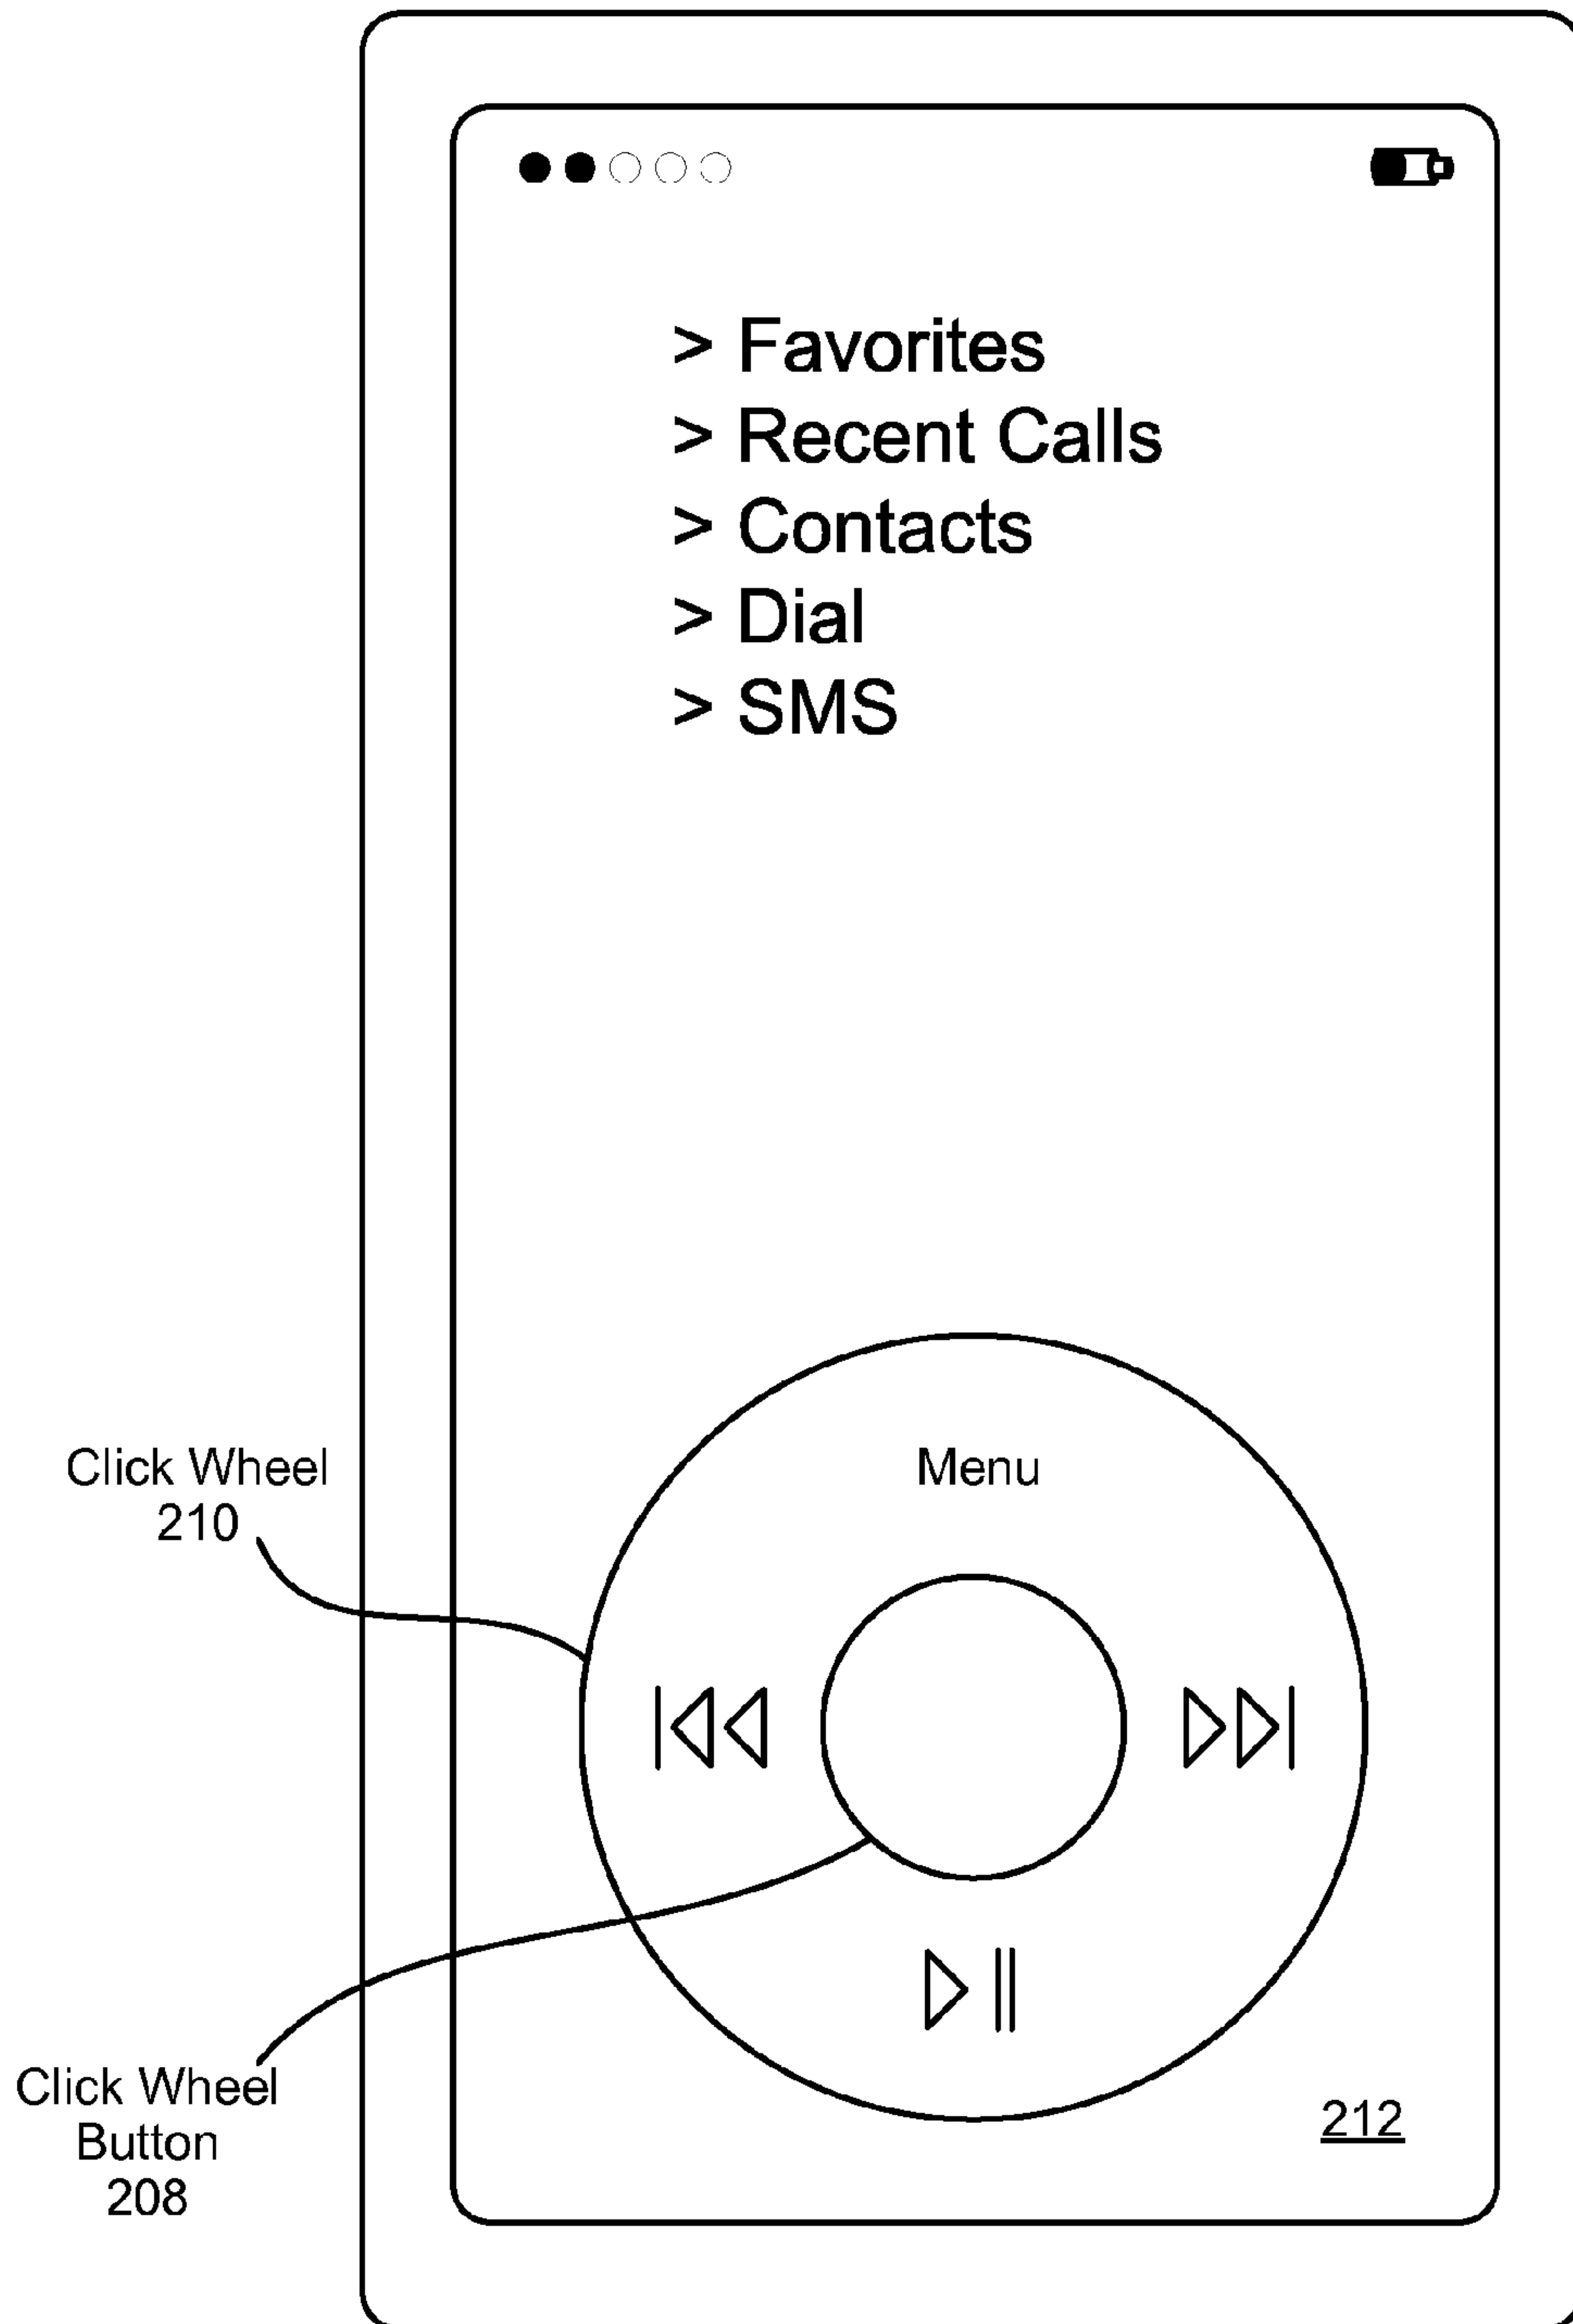 > Favorites
> Recent Calls
> Contacts
> Dial
> SMS
Click Wheel
210
Menu
Click Wheel
Button
208
212